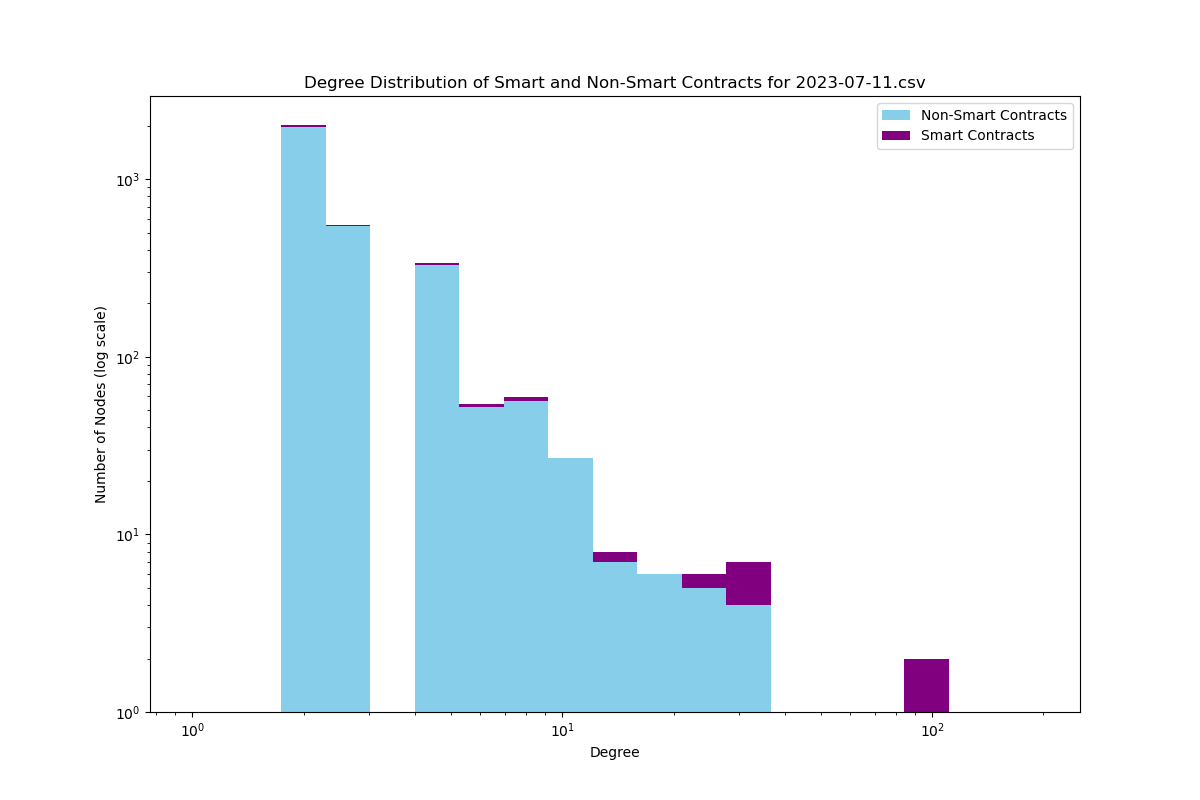 Degree Distribution of Smart and Non-Smart Contracts for 2023-07-11.csv
Non-Smart Contracts
Smart Contracts
Number of Nodes (log scale)
10³
10²
10¹
10⁰
10⁰ 10¹ 10²
Degree